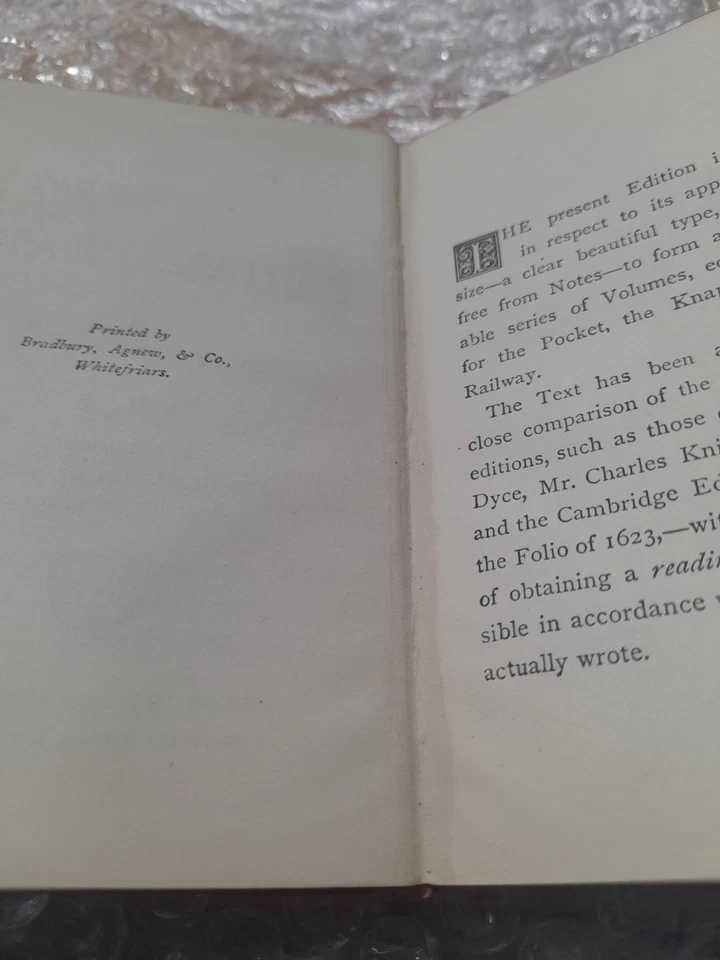 Printed by
Bradbury, Agnew, & Co.,
Whitefriars.
THE present Edition
in respect to its
size—a clear beautiful type,
free from Notes—to form
able series of Volumes,
for the Pocket, the
Railway.
The Text has been
close comparison of the
editions, such as those
Dyce, Mr. Charles
and the Cambridge
the Folio of 1623,—
of obtaining a
sible in accordance
actually wrote.